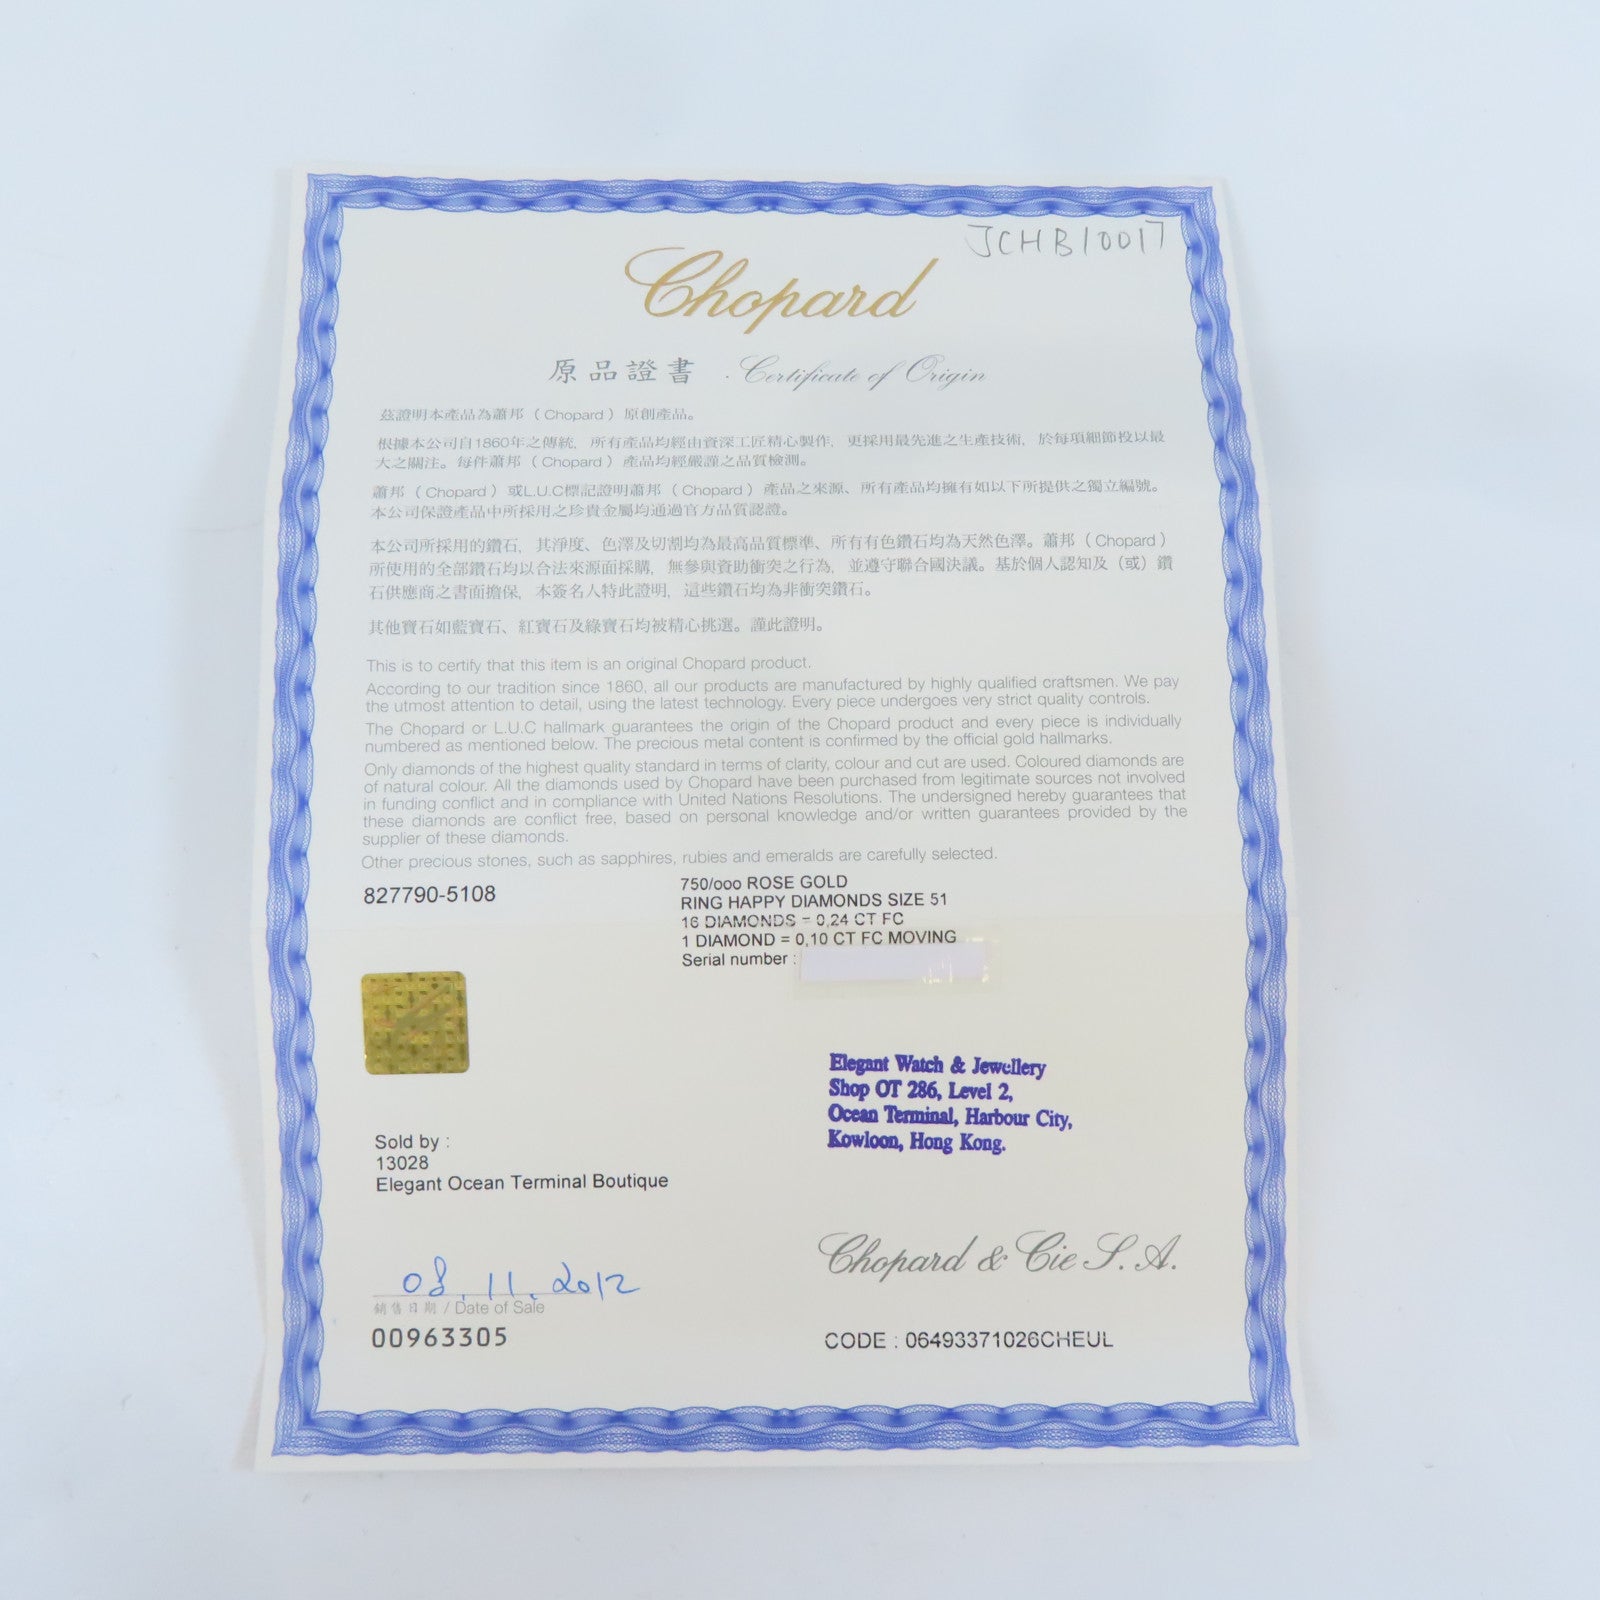 JCHB10017
Chopard
原品證書 · Certificate of Origin
茲證明本產品為蕭邦（Chopard）原創產品。
根據本公司自1860年之傳統，所有產品均經由資深工匠精心製作，更採用最先進之生產技術，於每項細節投以最
大之關注。每件蕭邦（Chopard）產品均經嚴謹之品質檢測。
蕭邦（Chopard）或L.U.C標記證明蕭邦（Chopard）產品之來源、所有產品均擁有如以下所提供之獨立編號。
本公司保證產品中所採用之珍貴金屬均通過官方品質認證。
本公司所採用的鑽石，其淨度、色澤及切割均為最高品質標準、所有有色鑽石均為天然色澤。蕭邦（Chopard）
所使用的全部鑽石均以合法來源面採購，無參與資助衝突之行為，並遵守聯合國決議。基於個人認知及（或）鑽
石供應商之書面擔保，本簽名人特此證明，這些鑽石均為非衝突鑽石。
其他寶石如藍寶石、紅寶石及綠寶石均被精心挑選。謹此證明。
This is to certify that this item is an original Chopard product.
According to our tradition since 1860, all our products are manufactured by highly qualified craftsmen. We pay
the utmost attention to detail, using the latest technology. Every piece undergoes very strict quality controls.
The Chopard or L.U.C hallmark guarantees the origin of the Chopard product and every piece is individually
numbered as mentioned below. The precious metal content is confirmed by the official gold hallmarks.
Only diamonds of the highest quality standard in terms of clarity, colour and cut are used. Coloured diamonds are
of natural colour. All the diamonds used by Chopard have been purchased from legitimate sources not involved
in funding conflict and in compliance with United Nations Resolutions. The undersigned hereby guarantees that
these diamonds are conflict free, based on personal knowledge and/or written guarantees provided by the
supplier of these diamonds.
Other precious stones, such as sapphires, rubies and emeralds are carefully selected.
827790-5108
750/ooo ROSE GOLD
RING HAPPY DIAMONDS SIZE 51
16 DIAMONDS = 0,24 CT FC
1 DIAMOND = 0,10 CT FC MOVING
Serial number :
Elegant Watch & Jewellery
Shop OT 286, Level 2,
Ocean Terminal, Harbour City,
Kowloon, Hong Kong.
Sold by :
13028
Elegant Ocean Terminal Boutique
Chopard & Cie S.A.
08.11.2012
銷售日期 / Date of Sale
00963305
CODE : 06493371026CHEUL